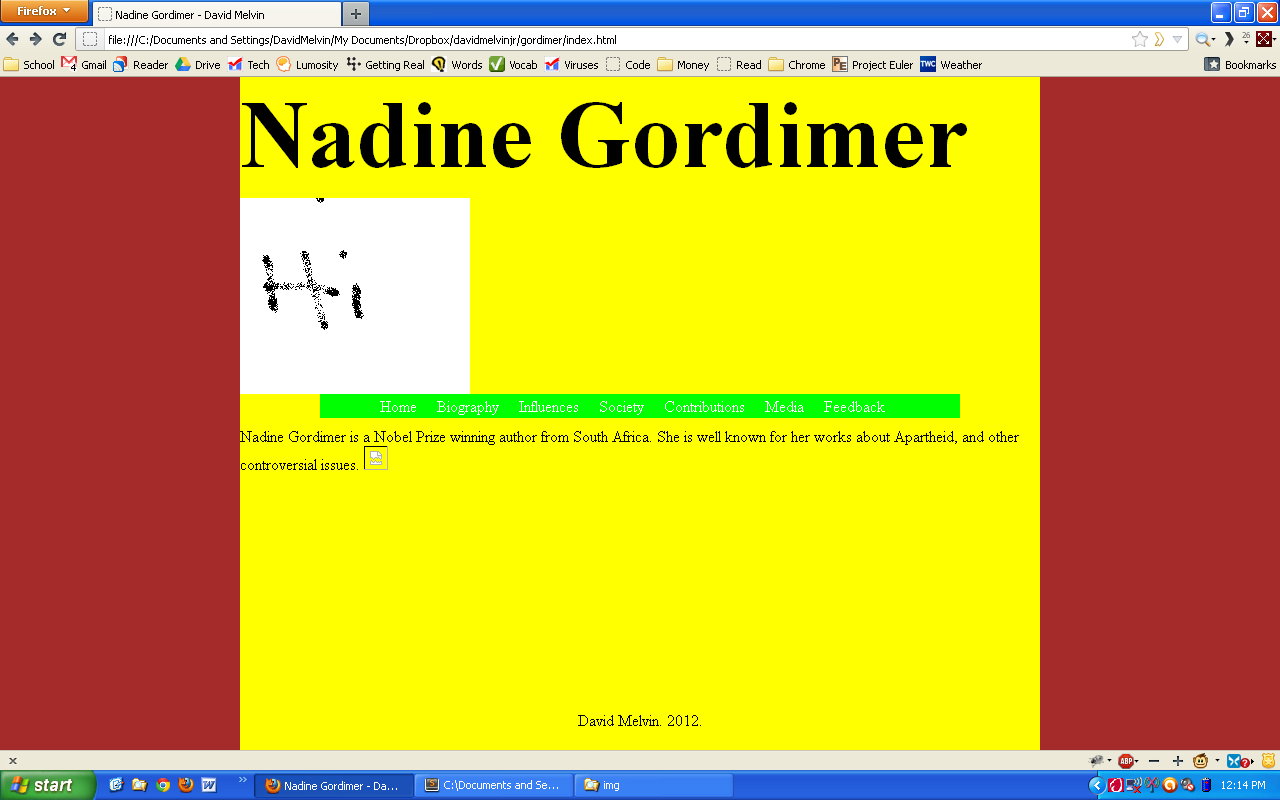 Firefox
Nadine Gordimer - David Melvin
file:///C:/Documents and Settings/DavidMelvin/My Documents/Dropbox/davidmelvinjr/gordimer/index.html
26
School Gmail Reader Drive Tech Lumosity Getting Real Words Vocab Viruses Code Money Read Chrome PE Project Euler TWC Weather Bookmarks
Nadine Gordimer
Hi
Home Biography Influences Society Contributions Media Feedback
Nadine Gordimer is a Nobel Prize winning author from South Africa. She is well known for her works about Apartheid, and other
controversial issues.
David Melvin. 2012.
ABP
start Nadine Gordimer - Da... C:\Documents and Se... img 12:14 PM